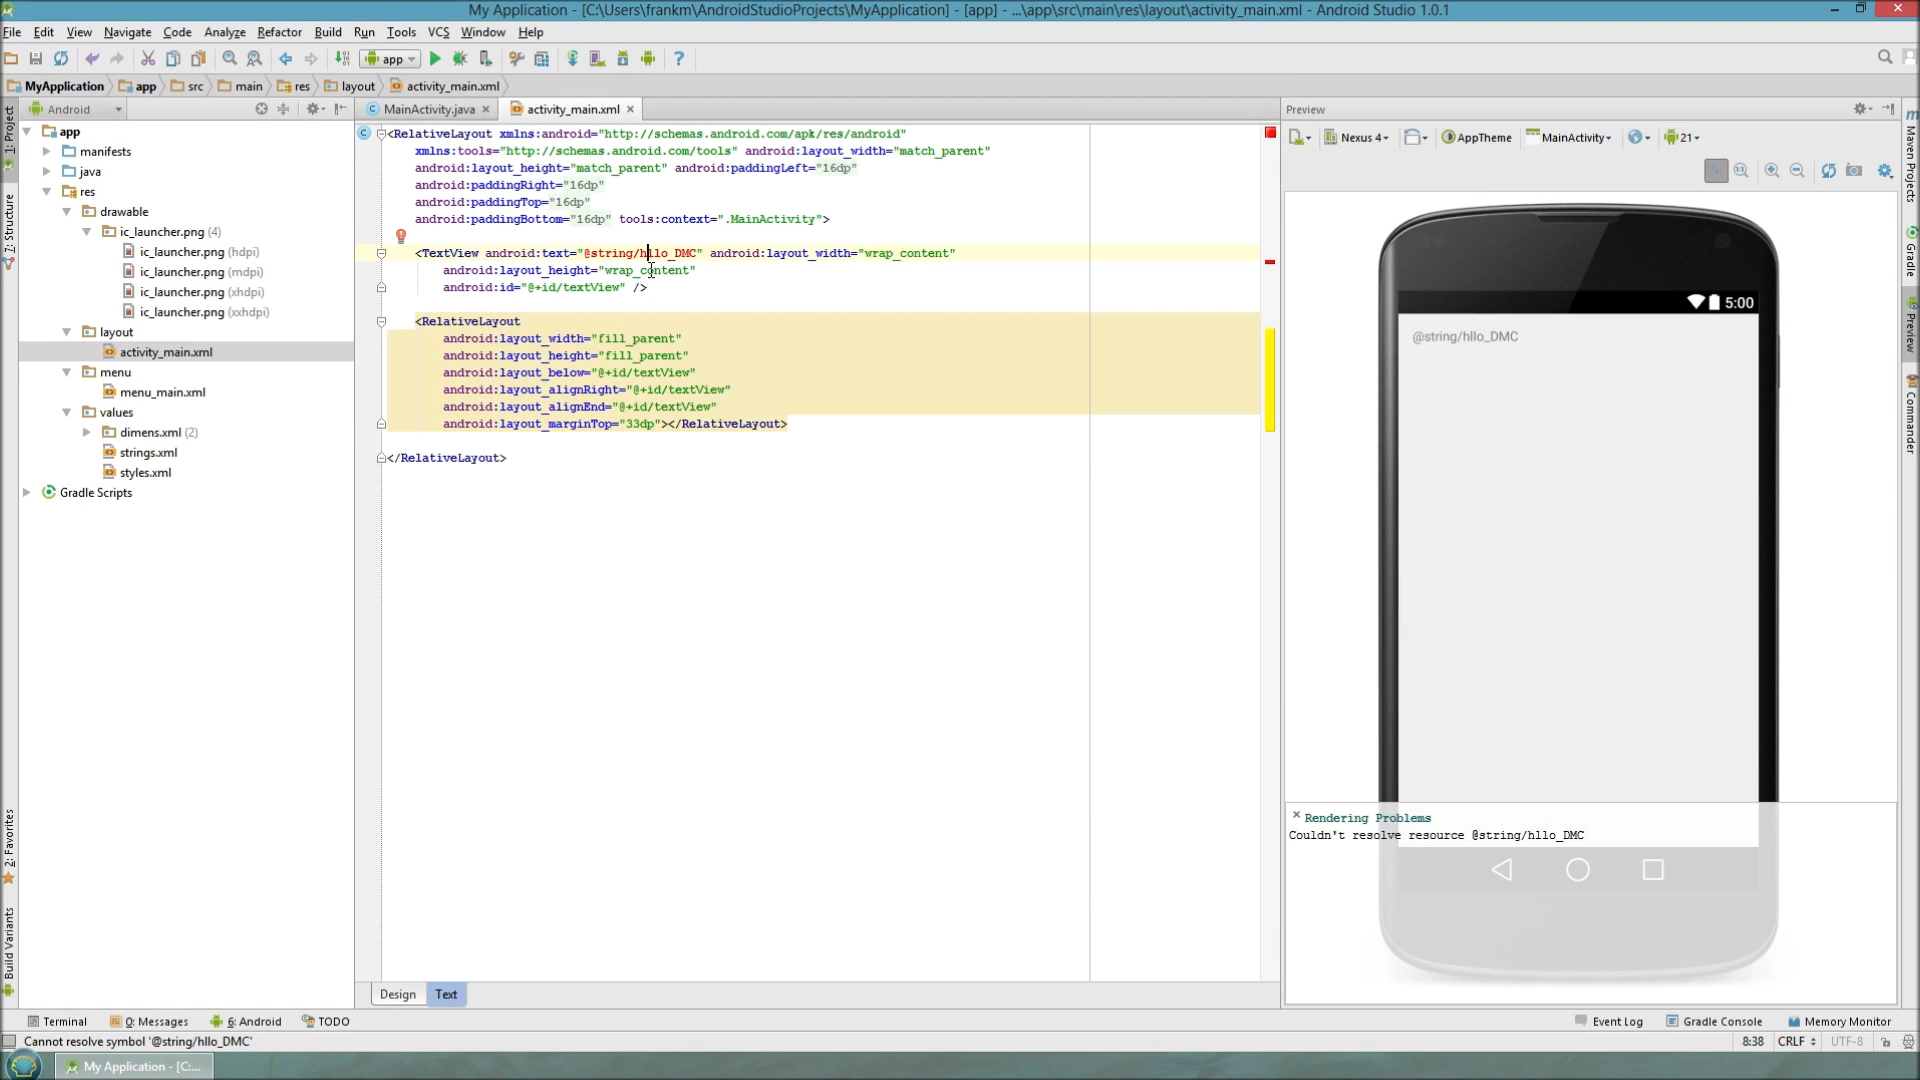 My Application - [C:\Users\frankm\AndroidStudioProjects\MyApplication] - [app] - ...\app\src\main\res\layout\activity_main.xml - Android Studio 1.0.1
File Edit View Navigate Code Analyze Refactor Build Run Tools VCS Window Help
app
MyApplication app src main res layout activity_main.xml
Android
MainActivity.java activity_main.xml
Preview
1: Project
7: Structure
2: Favorites
Build Variants
app
manifests
java
res
drawable
ic_launcher.png (4)
ic_launcher.png (hdpi)
ic_launcher.png (mdpi)
ic_launcher.png (xhdpi)
ic_launcher.png (xxhdpi)
layout
activity_main.xml
menu
menu_main.xml
values
dimens.xml (2)
strings.xml
styles.xml
Gradle Scripts
<RelativeLayout xmlns:android="http://schemas.android.com/apk/res/android"
xmlns:tools="http://schemas.android.com/tools" android:layout_width="match_parent"
android:layout_height="match_parent" android:paddingLeft="16dp"
android:paddingRight="16dp"
android:paddingTop="16dp"
android:paddingBottom="16dp" tools:context=".MainActivity">
<TextView android:text="@string/hllo_DMC" android:layout_width="wrap_content"
android:layout_height="wrap_content"
android:id="@+id/textView" />
<RelativeLayout
android:layout_width="fill_parent"
android:layout_height="fill_parent"
android:layout_below="@+id/textView"
android:layout_alignRight="@+id/textView"
android:layout_alignEnd="@+id/textView"
android:layout_marginTop="33dp"></RelativeLayout>
</RelativeLayout>
Design Text
Nexus 4 AppTheme MainActivity 21
5:00
@string/hllo_DMC
Rendering Problems
Couldn't resolve resource @string/hllo_DMC
Maven Projects
Gradle
Preview
Commander
Terminal 0: Messages 6: Android TODO Event Log Gradle Console Memory Monitor
Cannot resolve symbol '@string/hllo_DMC' 8:38 CRLF UTF-8
My Application - [C:...